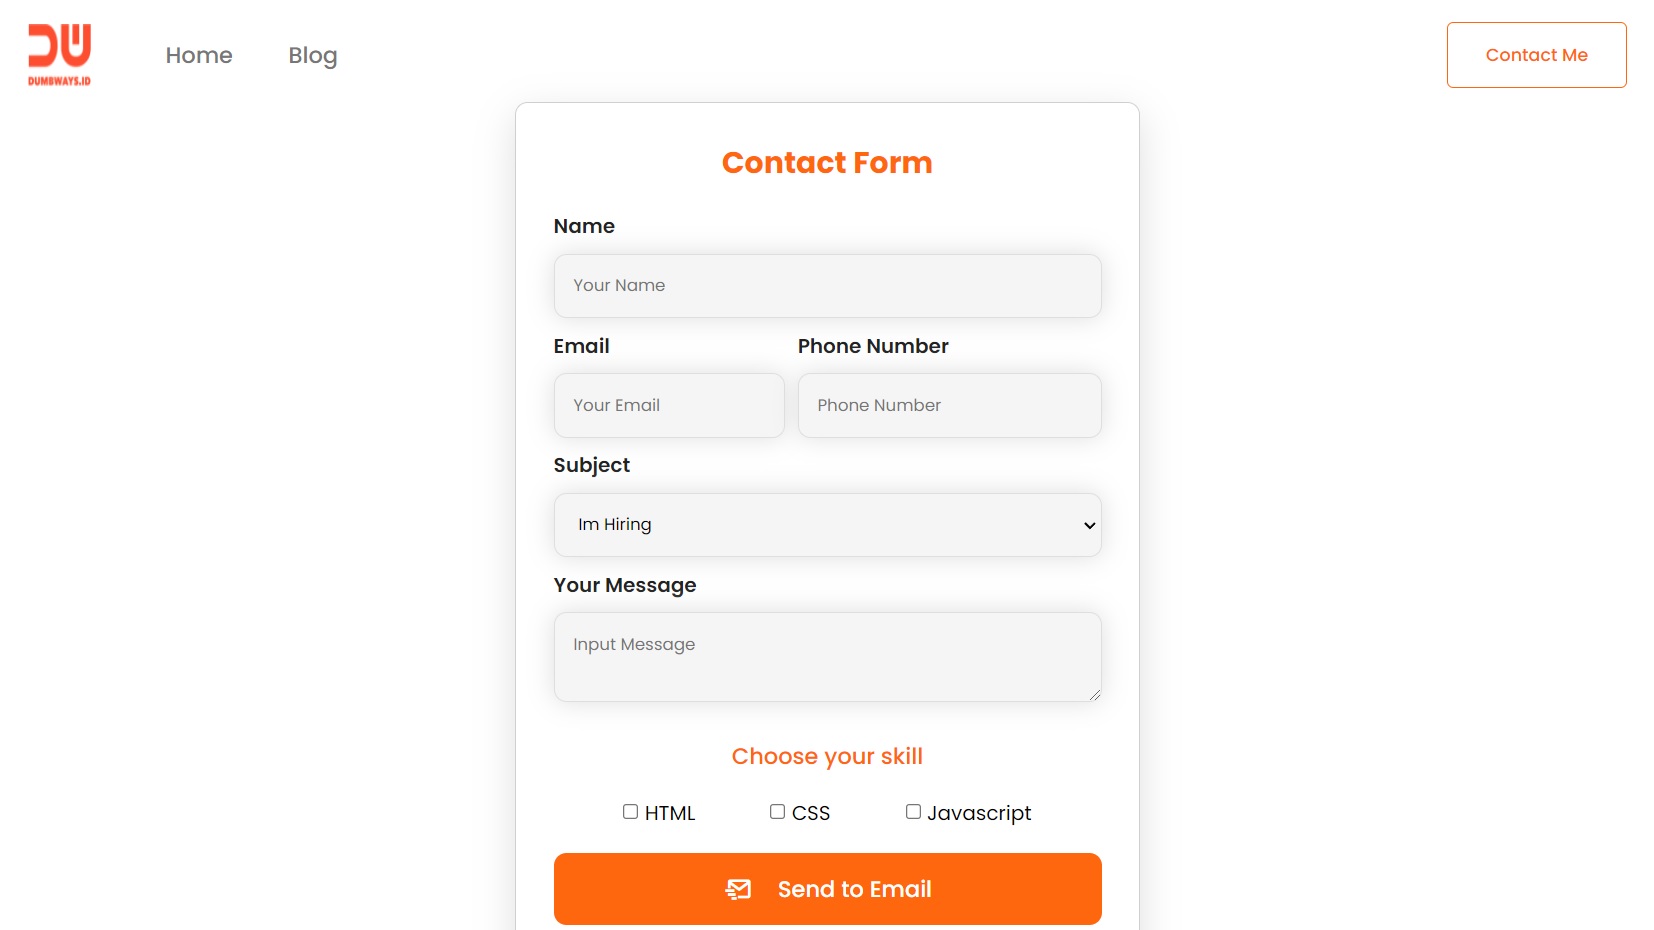 DW
DUMBWAYS.ID
Home Blog Contact Me
Contact Form
Name
Your Name
Email Phone Number
Your Email Phone Number
Subject
Im Hiring
Your Message
Input Message
Choose your skill
HTML CSS Javascript
Send to Email